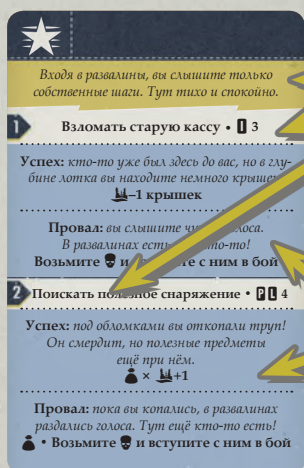 Входя в развалины, вы слышите только
собственные шаги. Тут тихо и спокойно.
1 Взломать старую кассу • I 3
Успех: кто-то уже был здесь до вас, но в глу-
бине лотка вы находите немного крышек
–1 крышек
Провал: вы слышите
В развалинах есть
Возьмите и с ним в бой
2 Поискать полезное снаряжение • P L 4
Успех: под обломками вы откопали труп!
Он смердит, но полезные предметы
ещё при нём.
× +1
Провал: пока вы копались, в развалинах
раздались голоса. Тут ещё кто-то есть!
• Возьмите и вступите с ним в бой